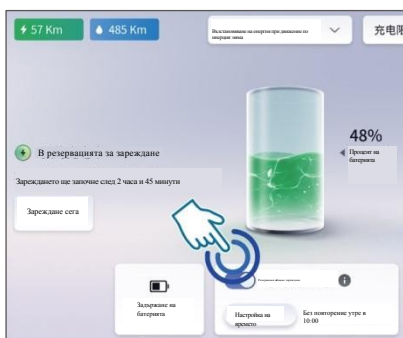 57 Km
485 Km
Възстановяване на енергия при движение по
инерция зима
充电限
48%
Процент на
батерията
В резервацията за зареждане
Зареждането ще започне след 2 часа и 45 минути
Зареждане сега
Задържане на
батерията
Настройка на
времето
Без повторение утре в
10:00